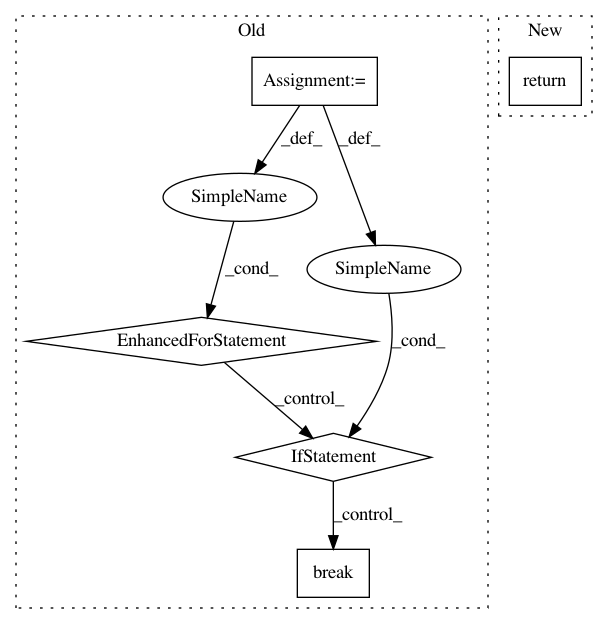 Old
New
Assignment:=
return
_def_
_def_
SimpleName
SimpleName
_cond_
_cond_
EnhancedForStatement
_control_
IfStatement
_control_
break